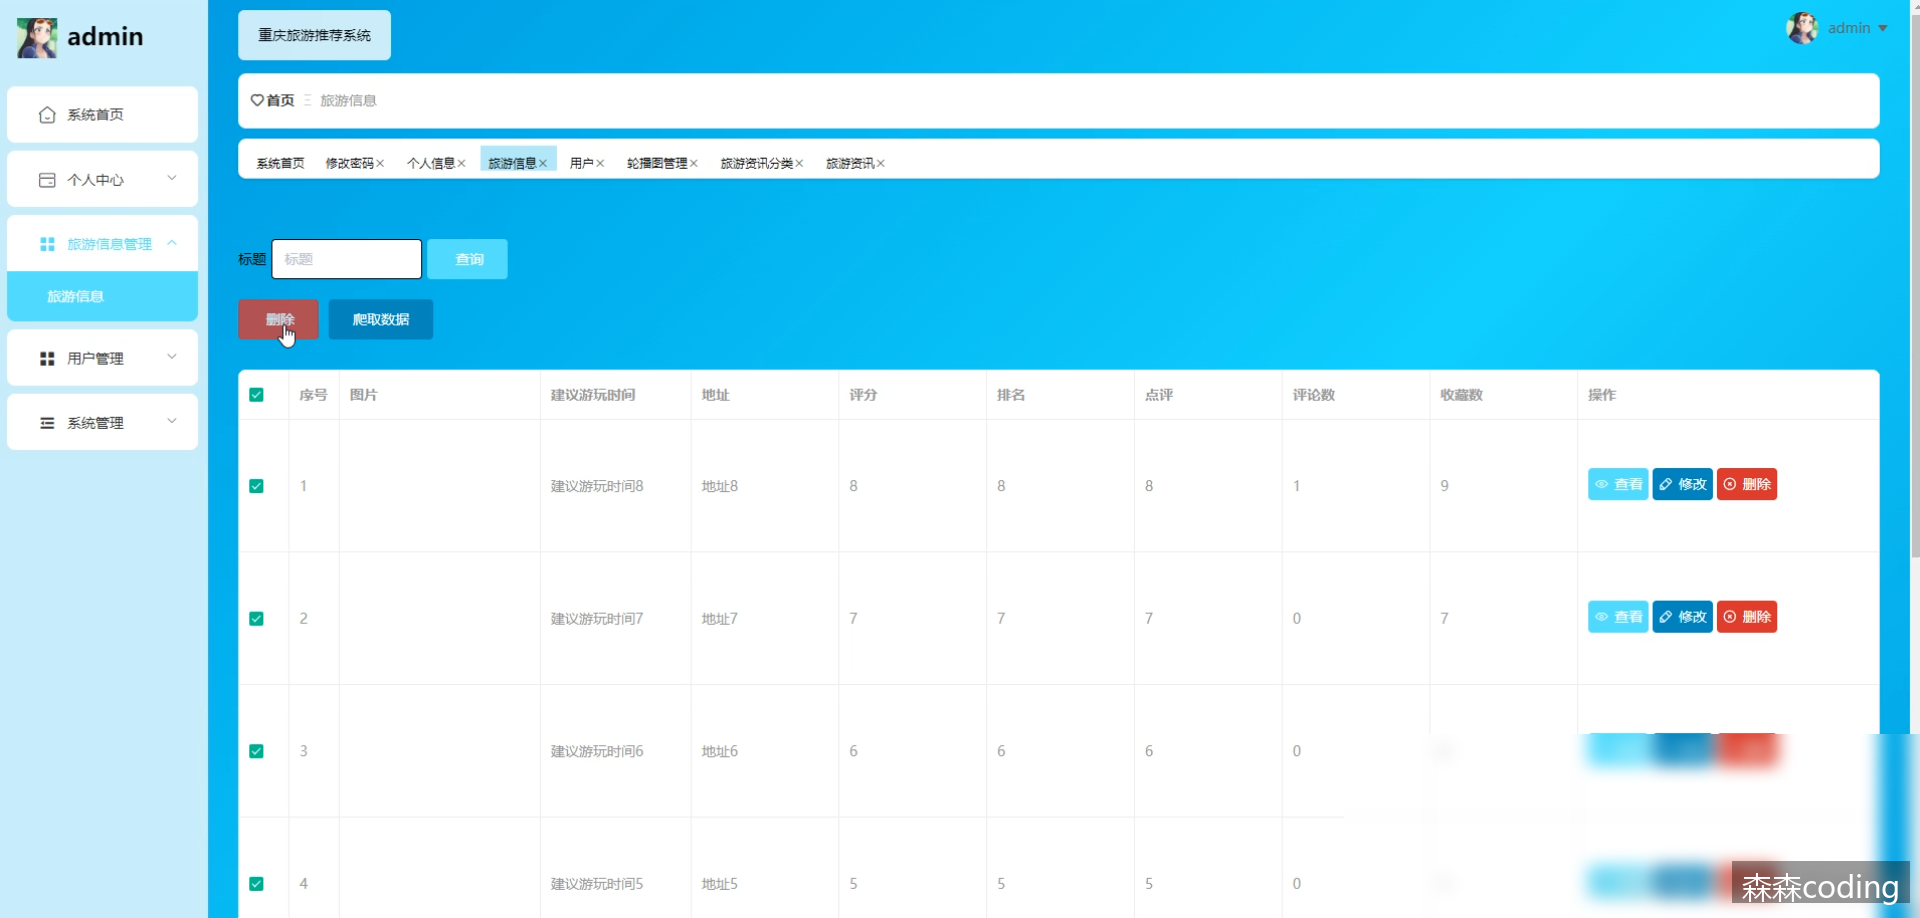 admin
重庆旅游推荐系统
admin
首页 旅游信息
系统首页 修改密码 个人信息 旅游信息 用户 轮播图管理 旅游资讯分类 旅游资讯
系统首页
个人中心
旅游信息管理
旅游信息
用户管理
系统管理
标题 标题 查询
删除 爬取数据
序号 图片 建议游玩时间 地址 评分 排名 点评 评论数 收藏数 操作
1 建议游玩时间8 地址8 8 8 8 1 9 查看 修改 删除
2 建议游玩时间7 地址7 7 7 7 0 7 查看 修改 删除
3 建议游玩时间6 地址6 6 6 6 0
4 建议游玩时间5 地址5 5 5 5 0
森森coding